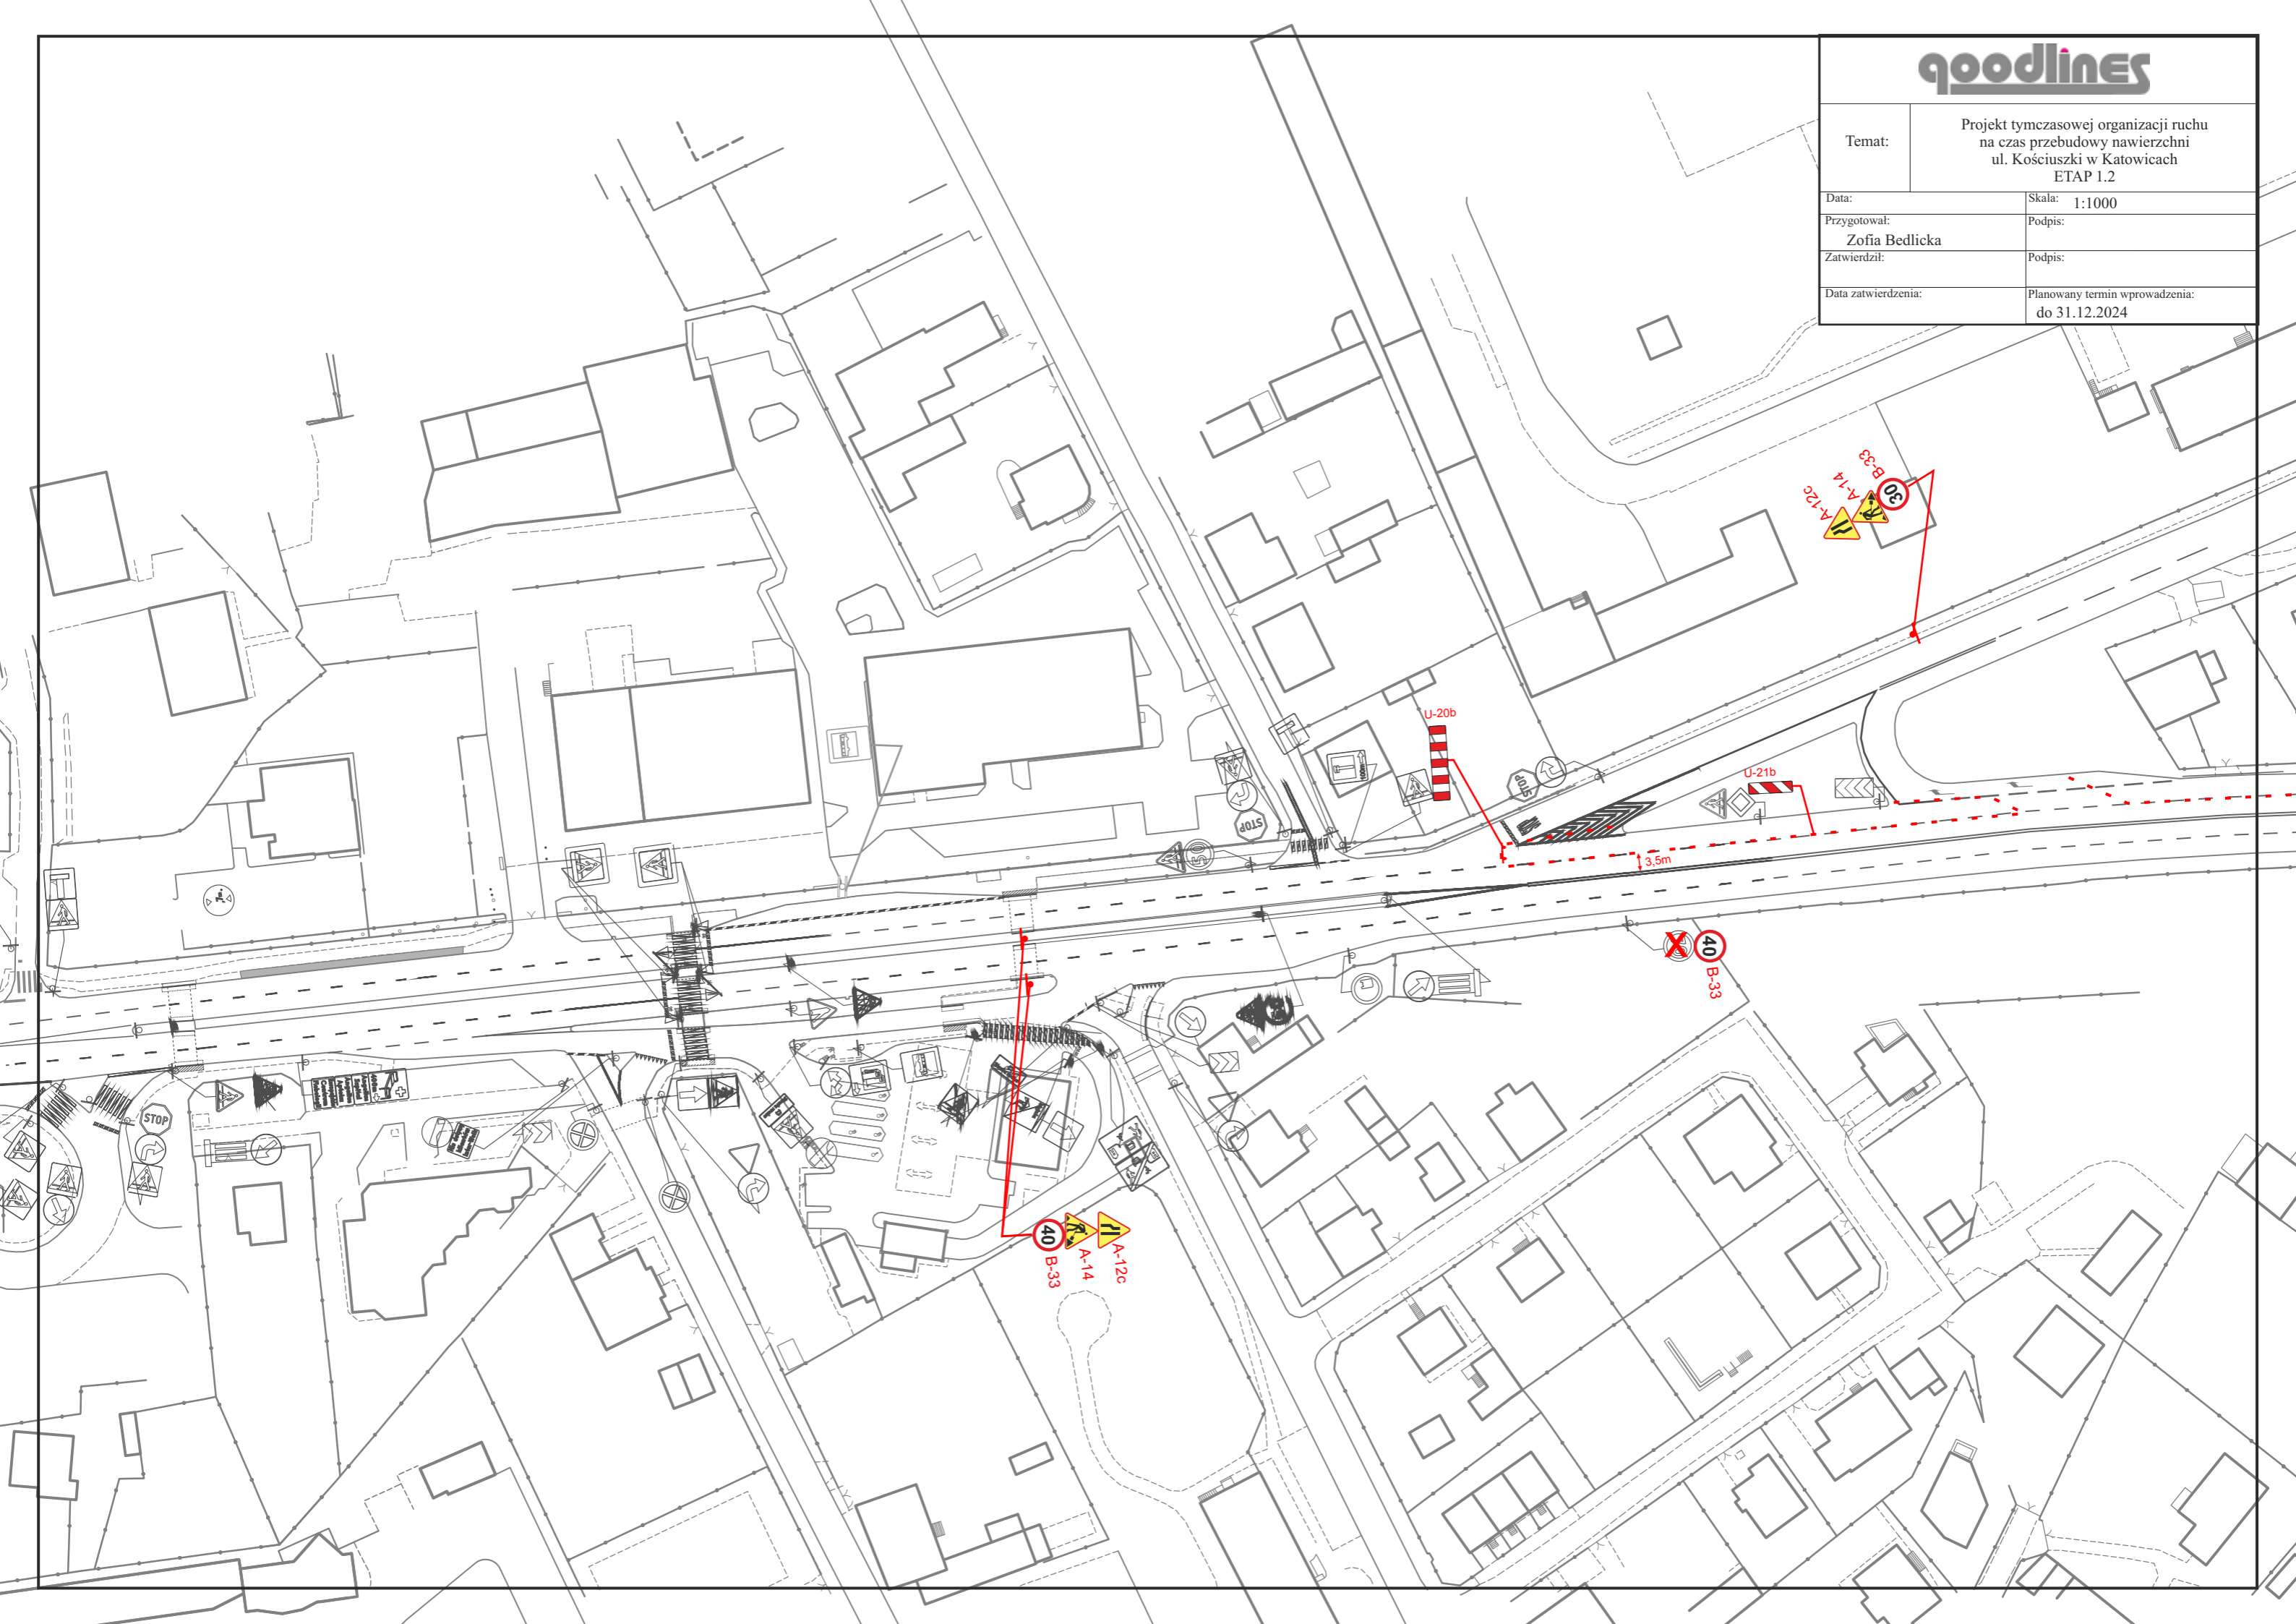 goodlines
Temat:
Projekt tymczasowej organizacji ruchu
na czas przebudowy nawierzchni
ul. Kościuszki w Katowicach
ETAP 1.2
Data:
Skala: 1:1000
Przygotował:
Zofia Bedlicka
Podpis:
Zatwierdził:
Podpis:
Data zatwierdzenia:
Planowany termin wprowadzenia:
do 31.12.2024
B-33
A-14
A-12c
30
U-20b
STOP
U-21b
STOP
50
3,5m
40
B-33
STOP
40
B-33
A-14
A-12c